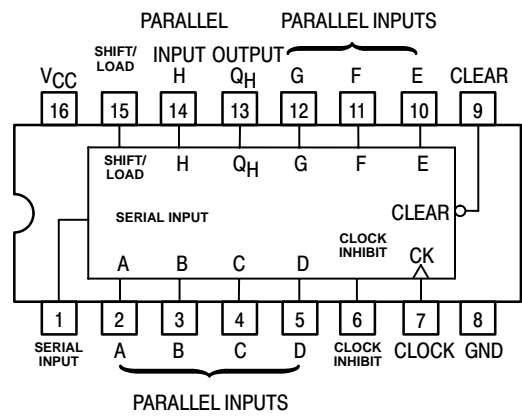 PARALLEL PARALLEL INPUTS
SHIFT/
LOAD
INPUT OUTPUT
VCC H QH G F E CLEAR
16 15 14 13 12 11 10 9
SHIFT/
LOAD
H QH G F E
SERIAL INPUT
CLEAR
CLOCK
INHIBIT
CK
A B C D
1 2 3 4 5 6 7 8
SERIAL
INPUT
A B C D
CLOCK
INHIBIT
CLOCK GND
PARALLEL INPUTS